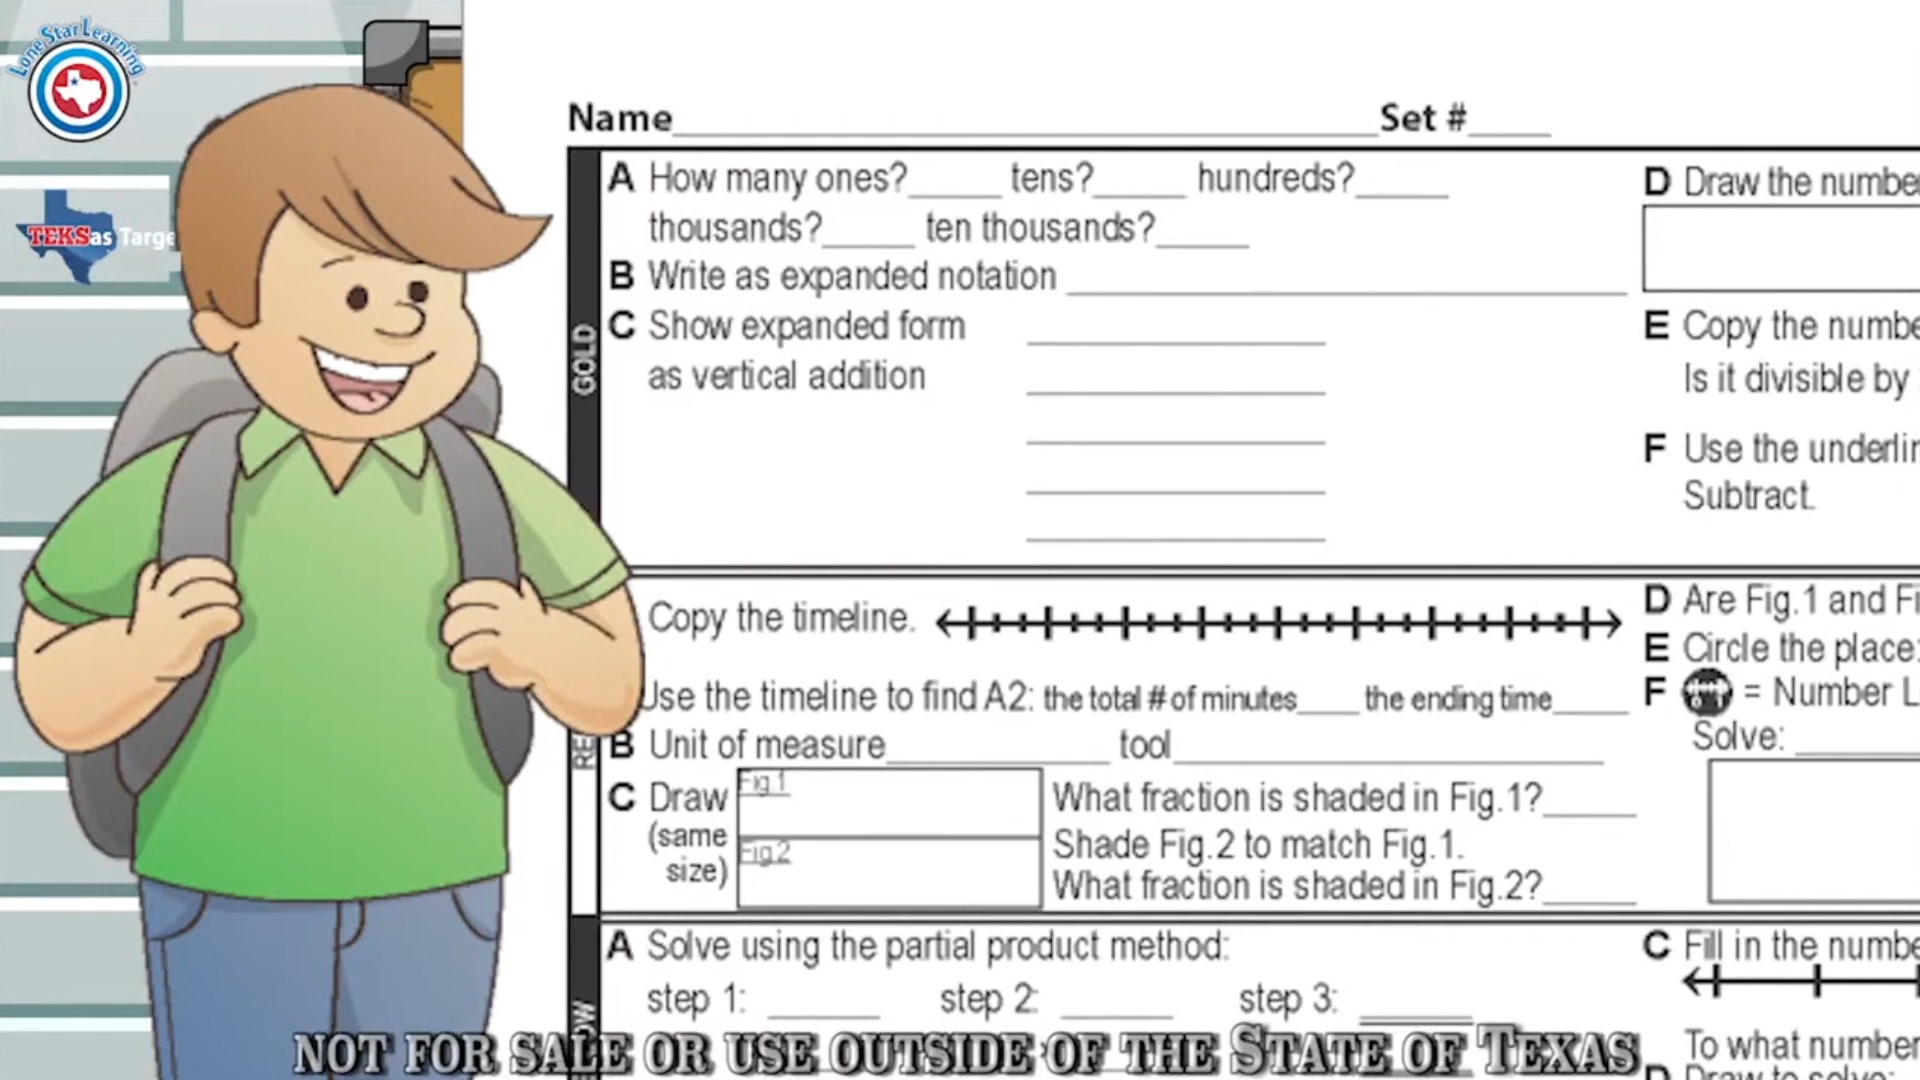 Lone Star Learning
TEKSas Targe
Name Set #
GOLD
A How many ones? tens? hundreds?
thousands? ten thousands?
B Write as expanded notation
C Show expanded form
as vertical addition
D Draw the number
E Copy the numbe
Is it divisible by
F Use the underlin
Subtract.
Copy the timeline.
Use the timeline to find A2: the total # of minutes the ending time
RE
B Unit of measure tool
C Draw
(same
size)
Fig.1
Fig.2
What fraction is shaded in Fig.1?
Shade Fig.2 to match Fig.1.
What fraction is shaded in Fig.2?
D Are Fig.1 and Fi
E Circle the place:
F = Number L
Solve:
OW
A Solve using the partial product method:
step 1: step 2: step 3:
C Fill in the numbe
To what number
D Draw to solve:
NOT FOR SALE OR USE OUTSIDE OF THE STATE OF TEXAS